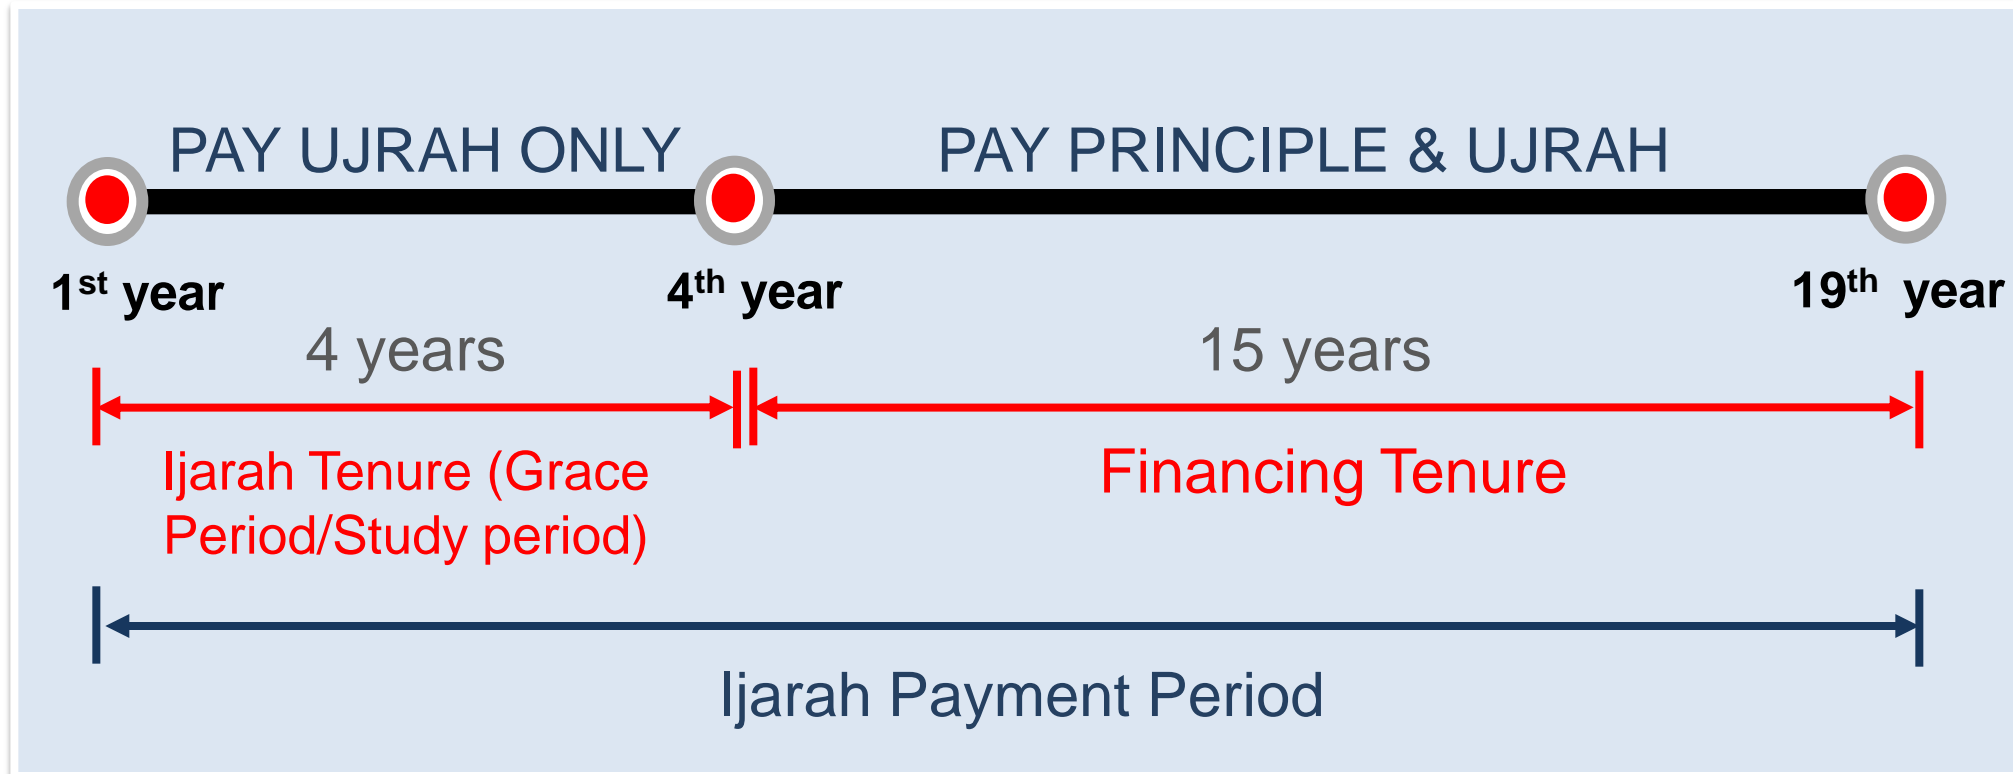 PAY UJRAH ONLY
PAY PRINCIPLE & UJRAH
1st year
4th year
19th year
4 years
15 years
Ijarah Tenure (Grace
Period/Study period)
Financing Tenure
Ijarah Payment Period